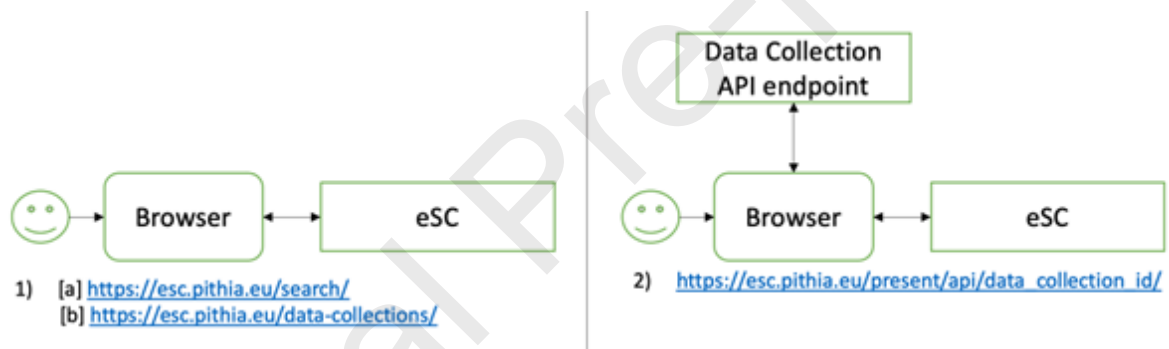 Browser
eSC
1) [a] https://esc.pithia.eu/search/
[b] https://esc.pithia.eu/data-collections/
Data Collection
API endpoint
Browser
eSC
2) https://esc.pithia.eu/present/api/data_collection_id/